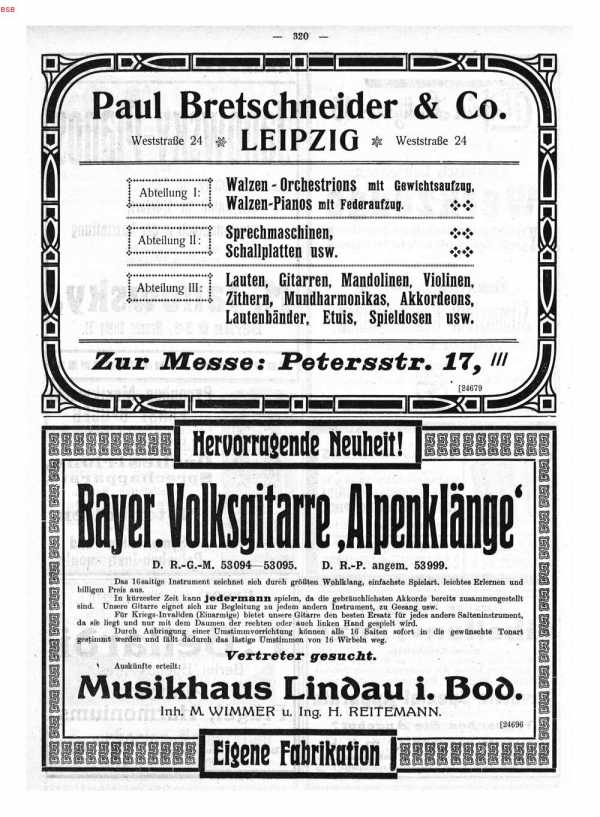 BSB
— 320 —
Paul Bretschneider & Co.
Weststraße 24 LEIPZIG Weststraße 24
Abteilung I:
Walzen-Orchestrions mit Gewichtsaufzug,
Walzen-Pianos mit Federaufzug.
Abteilung II:
Sprechmaschinen,
Schallplatten usw.
Abteilung III:
Lauten, Gitarren, Mandolinen, Violinen,
Zithern, Mundharmonikas, Akkordeons,
Lautenbänder, Etuis, Spieldosen usw.
Zur Messe: Petersstr. 17, III
[24679
Hervorragende Neuheit!
Bayer. Volksgitarre ‚Alpenklänge‘
D. R.-G.-M. 53094—53095. D. R.-P. angem. 53999.
Das 16saitige Instrument zeichnet sich durch größten Wohlklang, einfachste Spielart, leichtes Erlernen und
billigen Preis aus.
In kürzester Zeit kann jedermann spielen, da die gebräuchlichsten Akkorde bereits zusammengestellt
sind. Unsere Gitarre eignet sich zur Begleitung zu jedem andern Instrument, zu Gesang usw.
Für Kriegs-Invaliden (Einarmige) bietet unsere Gitarre den besten Ersatz für jedes andere Saiteninstrument,
da sie liegt und nur mit dem Daumen der rechten oder auch linken Hand gespielt wird.
Durch Anbringung einer Umstimmvorrichtung können alle 16 Saiten sofort in die gewünschte Tonart
gestimmt werden und fällt dadurch das lästige Umstimmen von 16 Wirbeln weg.
Vertreter gesucht.
Auskünfte erteilt:
Musikhaus Lindau i. Bod.
Inh. M. WIMMER u. Ing. H. REITEMANN.
[24696
Eigene Fabrikation